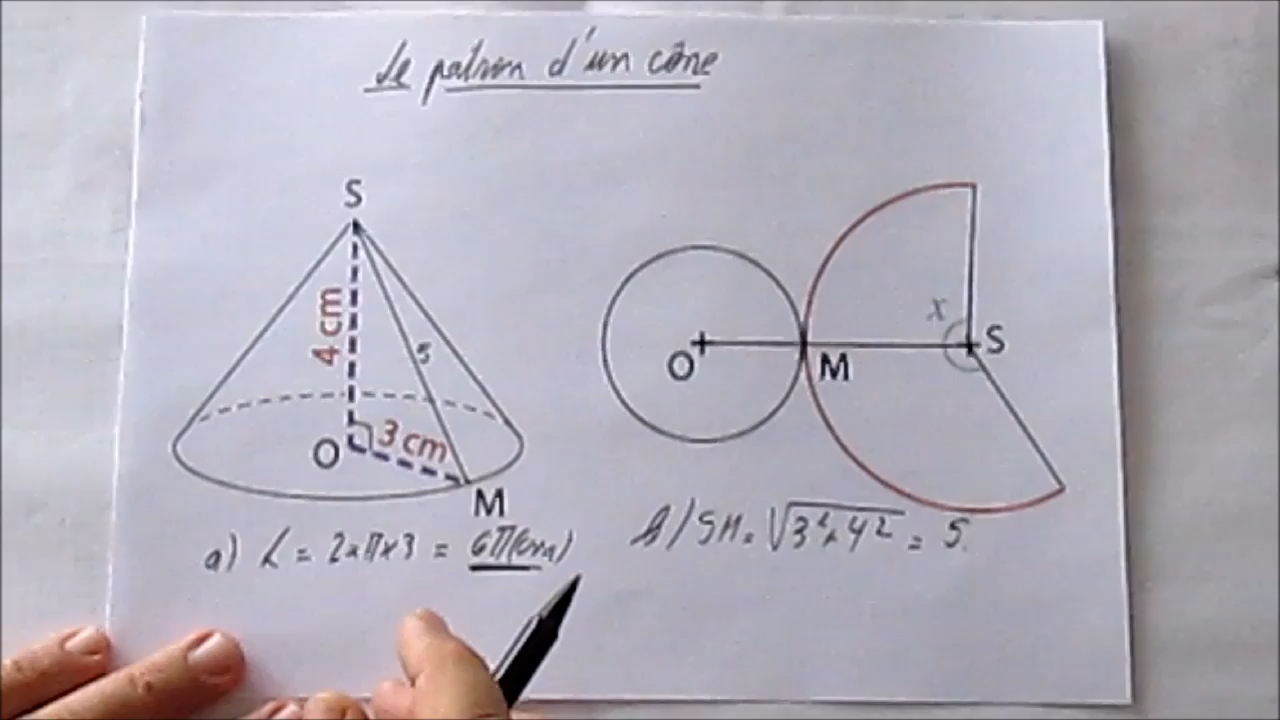 Le patron d'un cône
S
4 cm
5
O
3 cm
M
x
O
M
S
a) L = 2×π×3 = 6π(cm)
b/ SM = √3²+4² = 5.